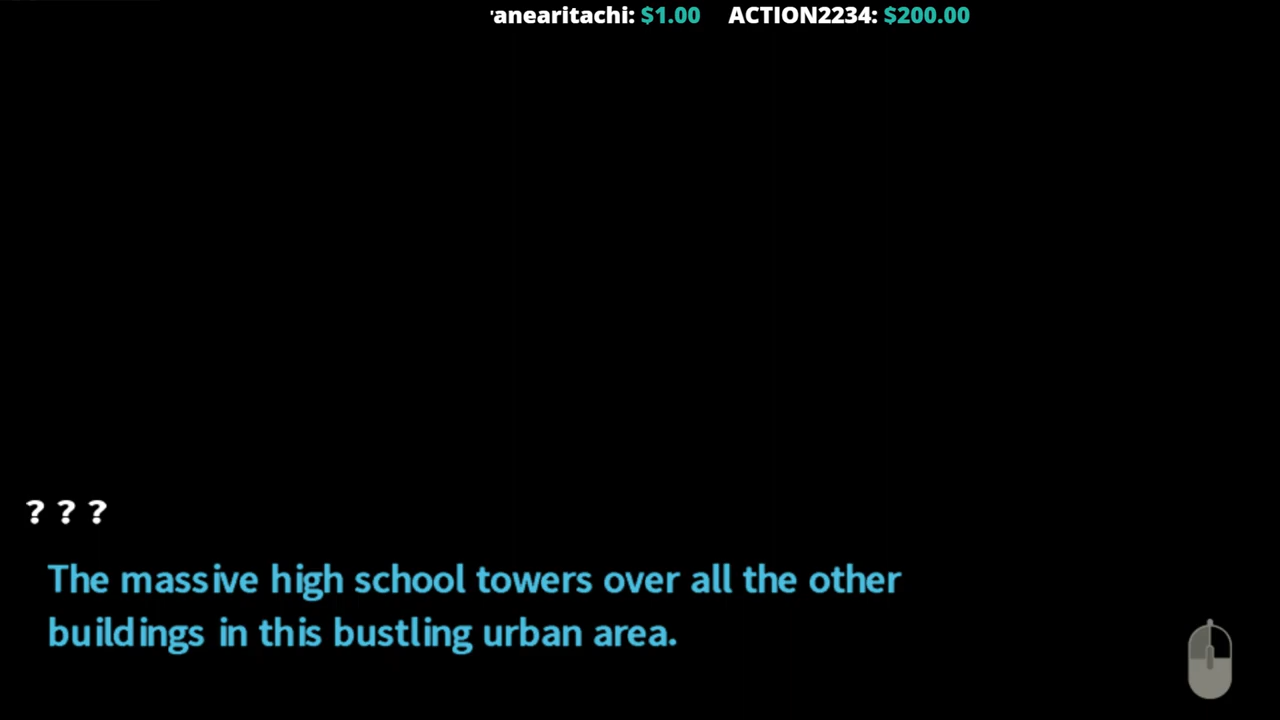 anearitachi: $1.00 ACTION2234: $200.00
? ? ?
The massive high school towers over all the other
buildings in this bustling urban area.